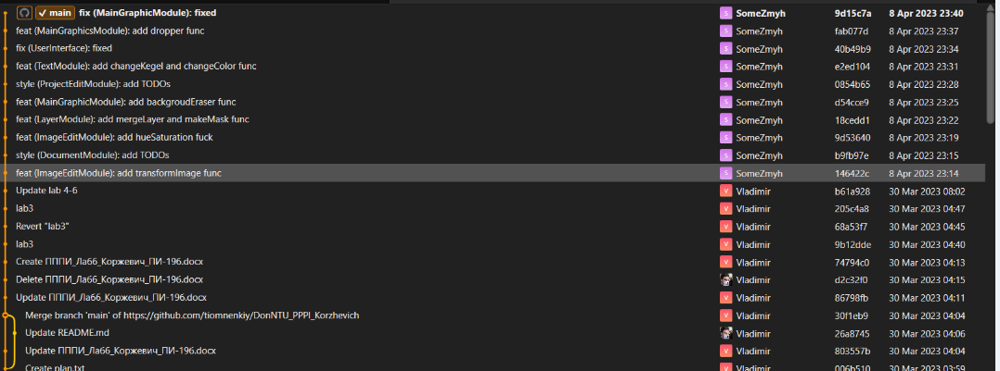 main fix (MainGraphicModule): fixed SomeZmyh 9d15c7a 8 Apr 2023 23:40
feat (MainGraphicsModule): add dropper func SomeZmyh fab077d 8 Apr 2023 23:37
fix (UserInterface): fixed SomeZmyh 40b49b9 8 Apr 2023 23:34
feat (TextModule): add changeKegel and changeColor func SomeZmyh e2ed104 8 Apr 2023 23:31
style (ProjectEditModule): add TODOs SomeZmyh 0854b65 8 Apr 2023 23:28
feat (MainGraphicModule): add backgroudEraser func SomeZmyh d54cce9 8 Apr 2023 23:25
feat (LayerModule): add mergeLayer and makeMask func SomeZmyh 18cedd1 8 Apr 2023 23:22
feat (ImageEditModule): add hueSaturation fuck SomeZmyh 9d53640 8 Apr 2023 23:19
style (DocumentModule): add TODOs SomeZmyh b9fb97e 8 Apr 2023 23:15
feat (ImageEditModule): add transformImage func SomeZmyh 146422c 8 Apr 2023 23:14
Update lab 4-6 Vladimir b61a928 30 Mar 2023 08:02
lab3 Vladimir 205c4a8 30 Mar 2023 04:47
Revert "lab3" Vladimir 68a53f7 30 Mar 2023 04:45
lab3 Vladimir 9b12dde 30 Mar 2023 04:40
Create ПППИ_Ла66_Коржевич_ПИ-196.docx Vladimir 74794c0 30 Mar 2023 04:13
Delete ПППИ_Ла66_Коржевич_ПИ-196.docx Vladimir d2c32f0 30 Mar 2023 04:15
Update ПППИ_Ла66_Коржевич_ПИ-196.docx Vladimir 86798fb 30 Mar 2023 04:11
Merge branch 'main' of https://github.com/tiomnenkiy/DonNTU_PPPI_Korzhevich Vladimir 30f1eb9 30 Mar 2023 04:04
Update README.md Vladimir 26a8745 30 Mar 2023 04:06
Update ПППИ_Ла66_Коржевич_ПИ-196.docx Vladimir 803557b 30 Mar 2023 04:04
Create plan.txt Vladimir 006b510 30 Mar 2023 03:59